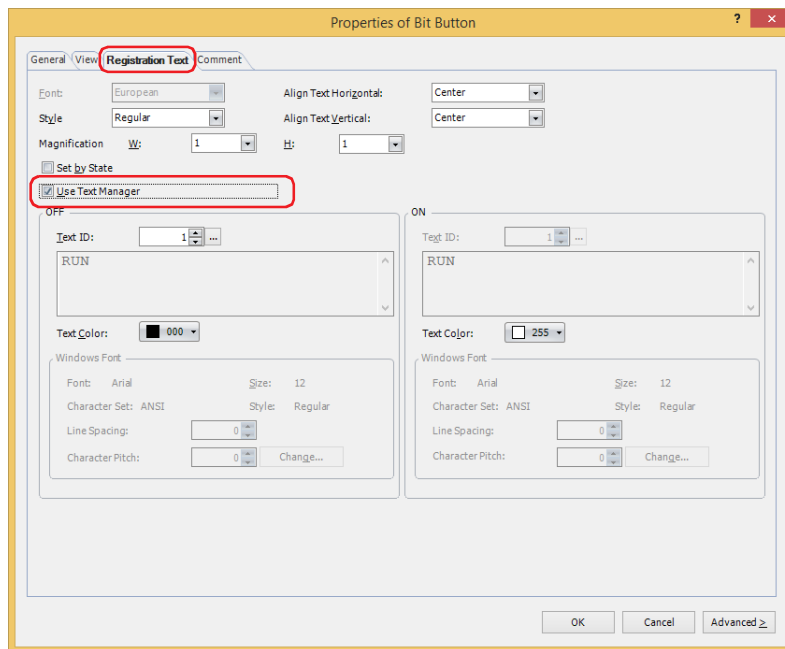 Properties of Bit Button ?
General View Registration Text Comment
Font: European Align Text Horizontal: Center
Style Regular Align Text Vertical: Center
Magnification W: 1 H: 1
Set by State
Use Text Manager
OFF ON
Text ID: 1 ... Text ID: 1 ...
RUN RUN
Text Color: 000 Text Color: 255
Windows Font Windows Font
Font: Arial Size: 12 Font: Arial Size: 12
Character Set: ANSI Style: Regular Character Set: ANSI Style: Regular
Line Spacing: 0 Line Spacing: 0
Character Pitch: 0 Change... Character Pitch: 0 Change...
OK Cancel Advanced >